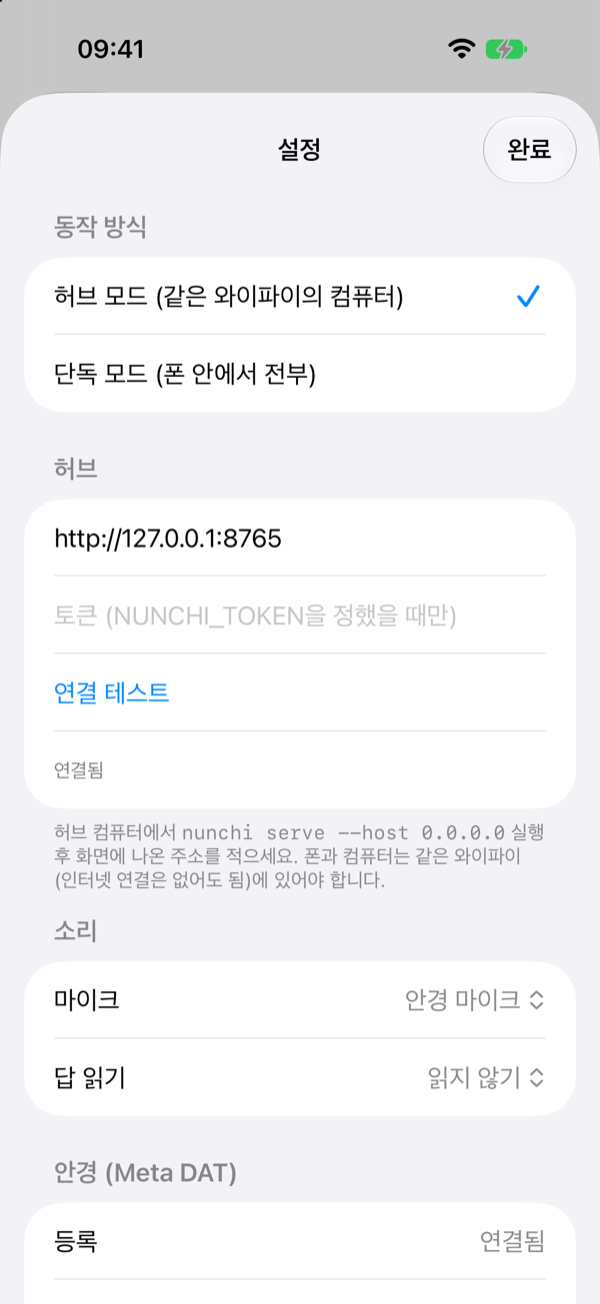 09:41
설정
완료
동작 방식
허브 모드 (같은 와이파이의 컴퓨터)
단독 모드 (폰 안에서 전부)
허브
http://127.0.0.1:8765
토큰 (NUNCHI_TOKEN을 정했을 때만)
연결 테스트
연결됨
허브 컴퓨터에서 nunchi serve --host 0.0.0.0 실행
후 화면에 나온 주소를 적으세요. 폰과 컴퓨터는 같은 와이파이
(인터넷 연결은 없어도 됨)에 있어야 합니다.
소리
마이크 안경 마이크
답 읽기 읽지 않기
안경 (Meta DAT)
등록 연결됨